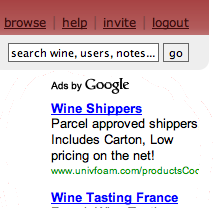 browse | help | invite | logout
search wine, users, notes... go
Ads by Google
Wine Shippers
Parcel approved shippers
Includes Carton, Low
pricing on the net!
www.univfoam.com/productsCoo
Wine Tasting France